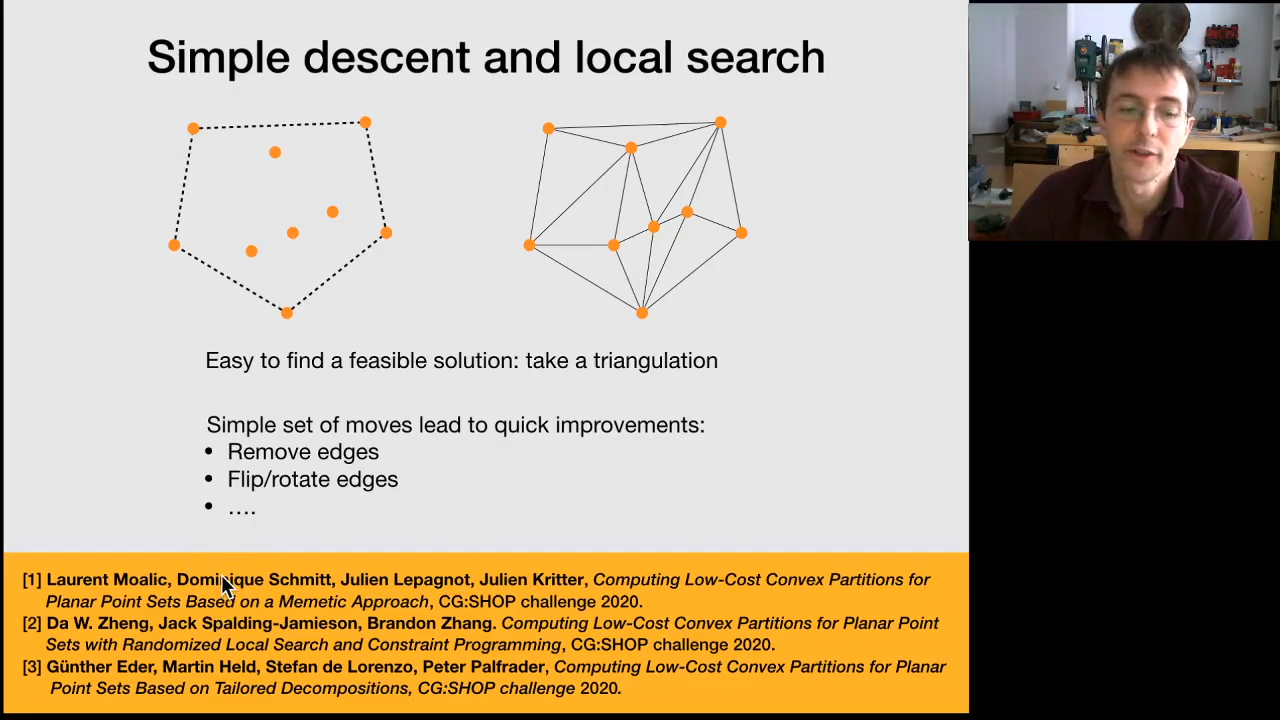 Simple descent and local search
Easy to find a feasible solution: take a triangulation
Simple set of moves lead to quick improvements:
• Remove edges
• Flip/rotate edges
• ….
[1] Laurent Moalic, Dominique Schmitt, Julien Lepagnot, Julien Kritter, Computing Low-Cost Convex Partitions for
Planar Point Sets Based on a Memetic Approach, CG:SHOP challenge 2020.
[2] Da W. Zheng, Jack Spalding-Jamieson, Brandon Zhang. Computing Low-Cost Convex Partitions for Planar Point
Sets with Randomized Local Search and Constraint Programming, CG:SHOP challenge 2020.
[3] Günther Eder, Martin Held, Stefan de Lorenzo, Peter Palfrader, Computing Low-Cost Convex Partitions for Planar
Point Sets Based on Tailored Decompositions, CG:SHOP challenge 2020.